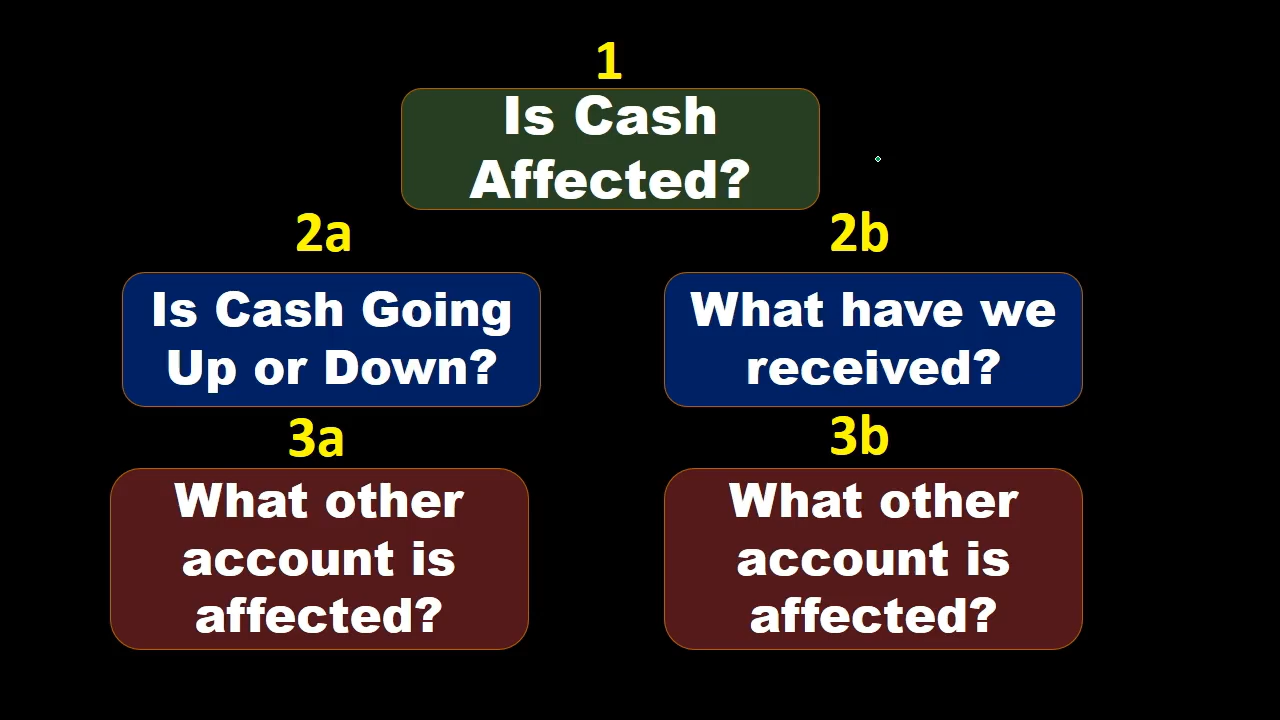 1
Is Cash
Affected?
2a
2b
Is Cash Going
Up or Down?
What have we
received?
3a
3b
What other
account is
affected?
What other
account is
affected?